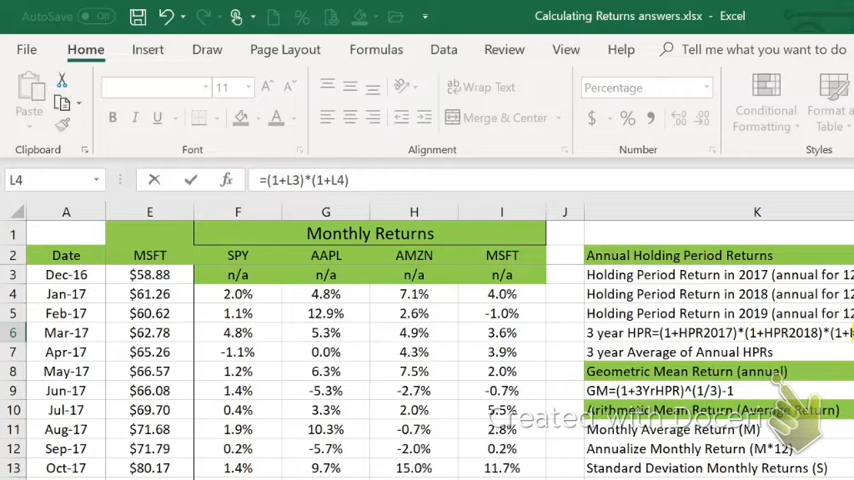 AutoSave Off Calculating Returns answers.xlsx - Excel
File Home Insert Draw Page Layout Formulas Data Review View Help Tell me what you want to do
Paste 11 A A Wrap Text Percentage Conditional Format a
B I U A Merge & Center $ % , Formatting Table
Clipboard Font Alignment Number Styles
L4 fx =(1+L3)*(1+L4)
A E F G H I J K
1 Monthly Returns
2 Date MSFT SPY AAPL AMZN MSFT Annual Holding Period Returns
3 Dec-16 $58.88 n/a n/a n/a n/a Holding Period Return in 2017 (annual for 12
4 Jan-17 $61.26 2.0% 4.8% 7.1% 4.0% Holding Period Return in 2018 (annual for 12
5 Feb-17 $60.62 1.1% 12.9% 2.6% -1.0% Holding Period Return in 2019 (annual for 12
6 Mar-17 $62.78 4.8% 5.3% 4.9% 3.6% 3 year HPR=(1+HPR2017)*(1+HPR2018)*(1+
7 Apr-17 $65.26 -1.1% 0.0% 4.3% 3.9% 3 year Average of Annual HPRs
8 May-17 $66.57 1.2% 6.3% 7.5% 2.0% Geometric Mean Return (annual)
9 Jun-17 $66.08 1.4% -5.3% -2.7% -0.7% GM=(1+3YrHPR)^(1/3)-1
10 Jul-17 $69.70 0.4% 3.3% 2.0% 5.5% Arithmetic Mean Return (Average Return)
11 Aug-17 $71.68 1.9% 10.3% -0.7% 2.8% Monthly Average Return (M)
12 Sep-17 $71.79 0.2% -5.7% -2.0% 0.2% Annualize Monthly Return (M*12)
13 Oct-17 $80.17 1.4% 9.7% 15.0% 11.7% Standard Deviation Monthly Returns (S)
Created with